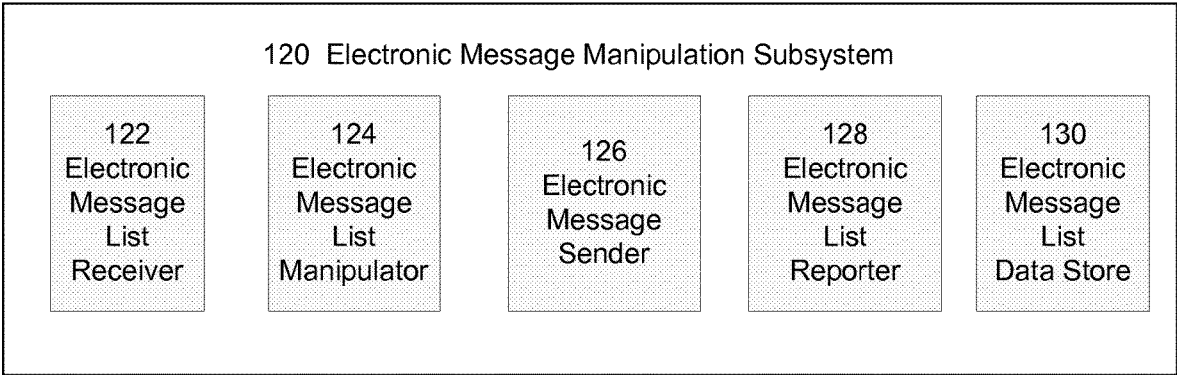 120 Electronic Message Manipulation Subsystem
122
Electronic
Message
List
Receiver
124
Electronic
Message
List
Manipulator
126
Electronic
Message
Sender
128
Electronic
Message
List
Reporter
130
Electronic
Message
List
Data Store